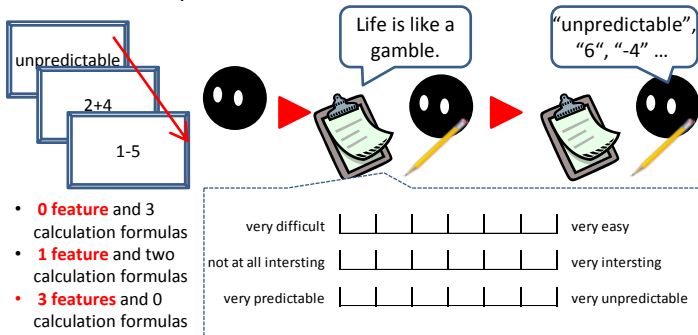 unpredictable
2+4
1-5
Life is like a
gamble.
“unpredictable”,
“6“, “-4” ...
• 0 feature and 3
calculation formulas
• 1 feature and two
calculation formulas
• 3 features and 0
calculation formulas
very difficult very easy
not at all intersting very intersting
very predictable very unpredictable